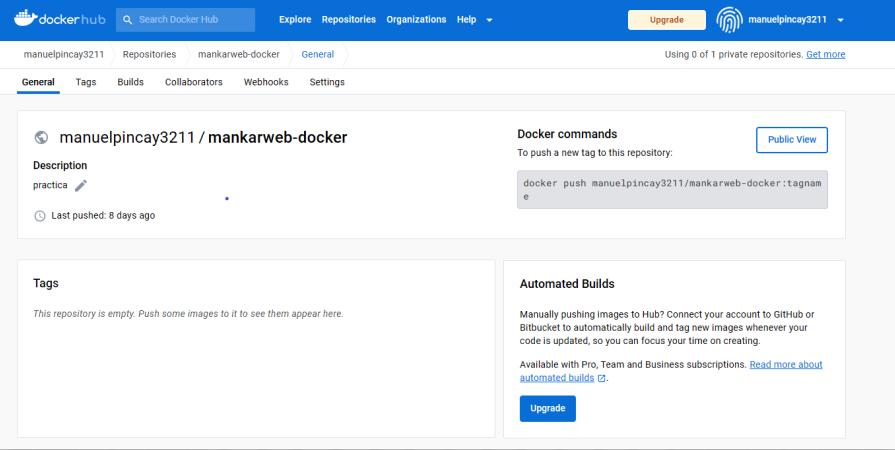 dockerhub
Search Docker Hub
Explore Repositories Organizations Help
Upgrade
manuelpincay3211
manuelpincay3211 Repositories mankarweb-docker General
Using 0 of 1 private repositories. Get more
General Tags Builds Collaborators Webhooks Settings
manuelpincay3211 / mankarweb-docker
Description
practica
Last pushed: 8 days ago
Docker commands
Public View
To push a new tag to this repository:
docker push manuelpincay3211/mankarweb-docker:tagnam
e
Tags
This repository is empty. Push some images to it to see them appear here.
Automated Builds
Manually pushing images to Hub? Connect your account to GitHub or
Bitbucket to automatically build and tag new images whenever your
code is updated, so you can focus your time on creating.
Available with Pro, Team and Business subscriptions. Read more about
automated builds .
Upgrade